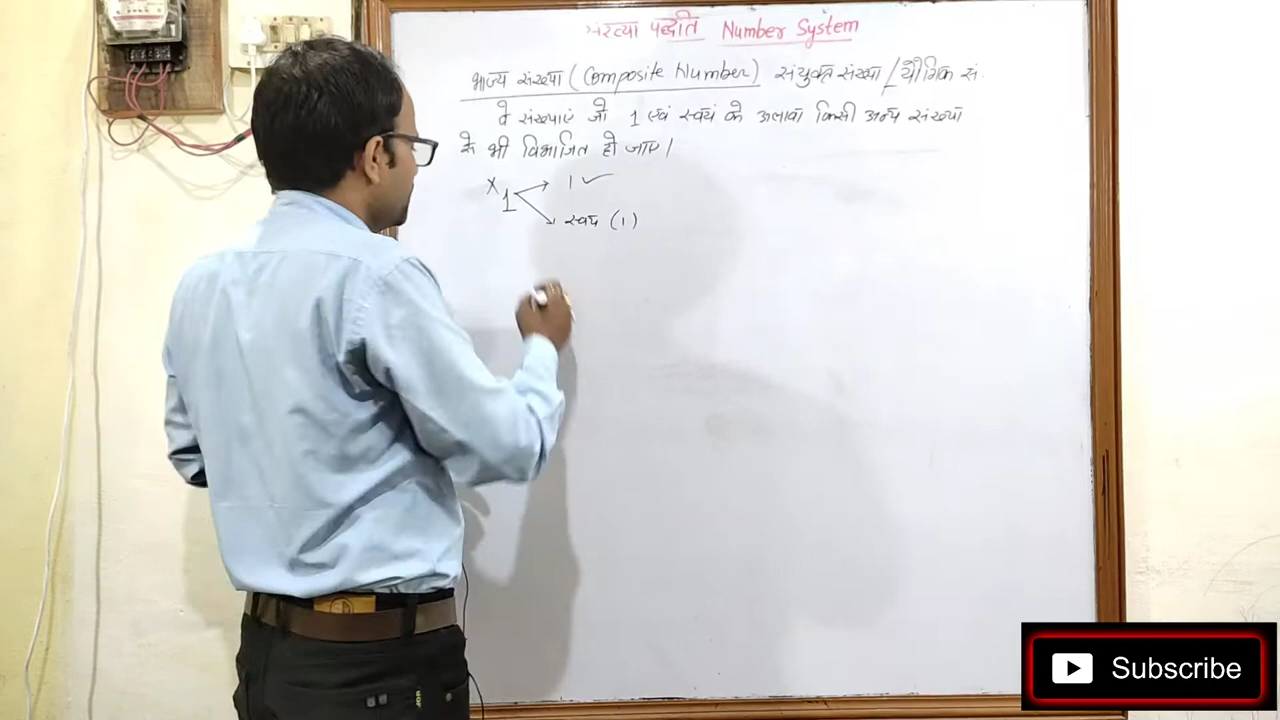 संख्या पद्धति Number System
भाज्य संख्या (Composite Number) संयुक्त संख्या / यौगिक सं.
वे संख्याएं जो 1 एवं स्वयं के अलावा किसी अन्य संख्या
से भी विभाजित हो जाए।
x 1 1 ✓
स्वयं (1)
Subscribe